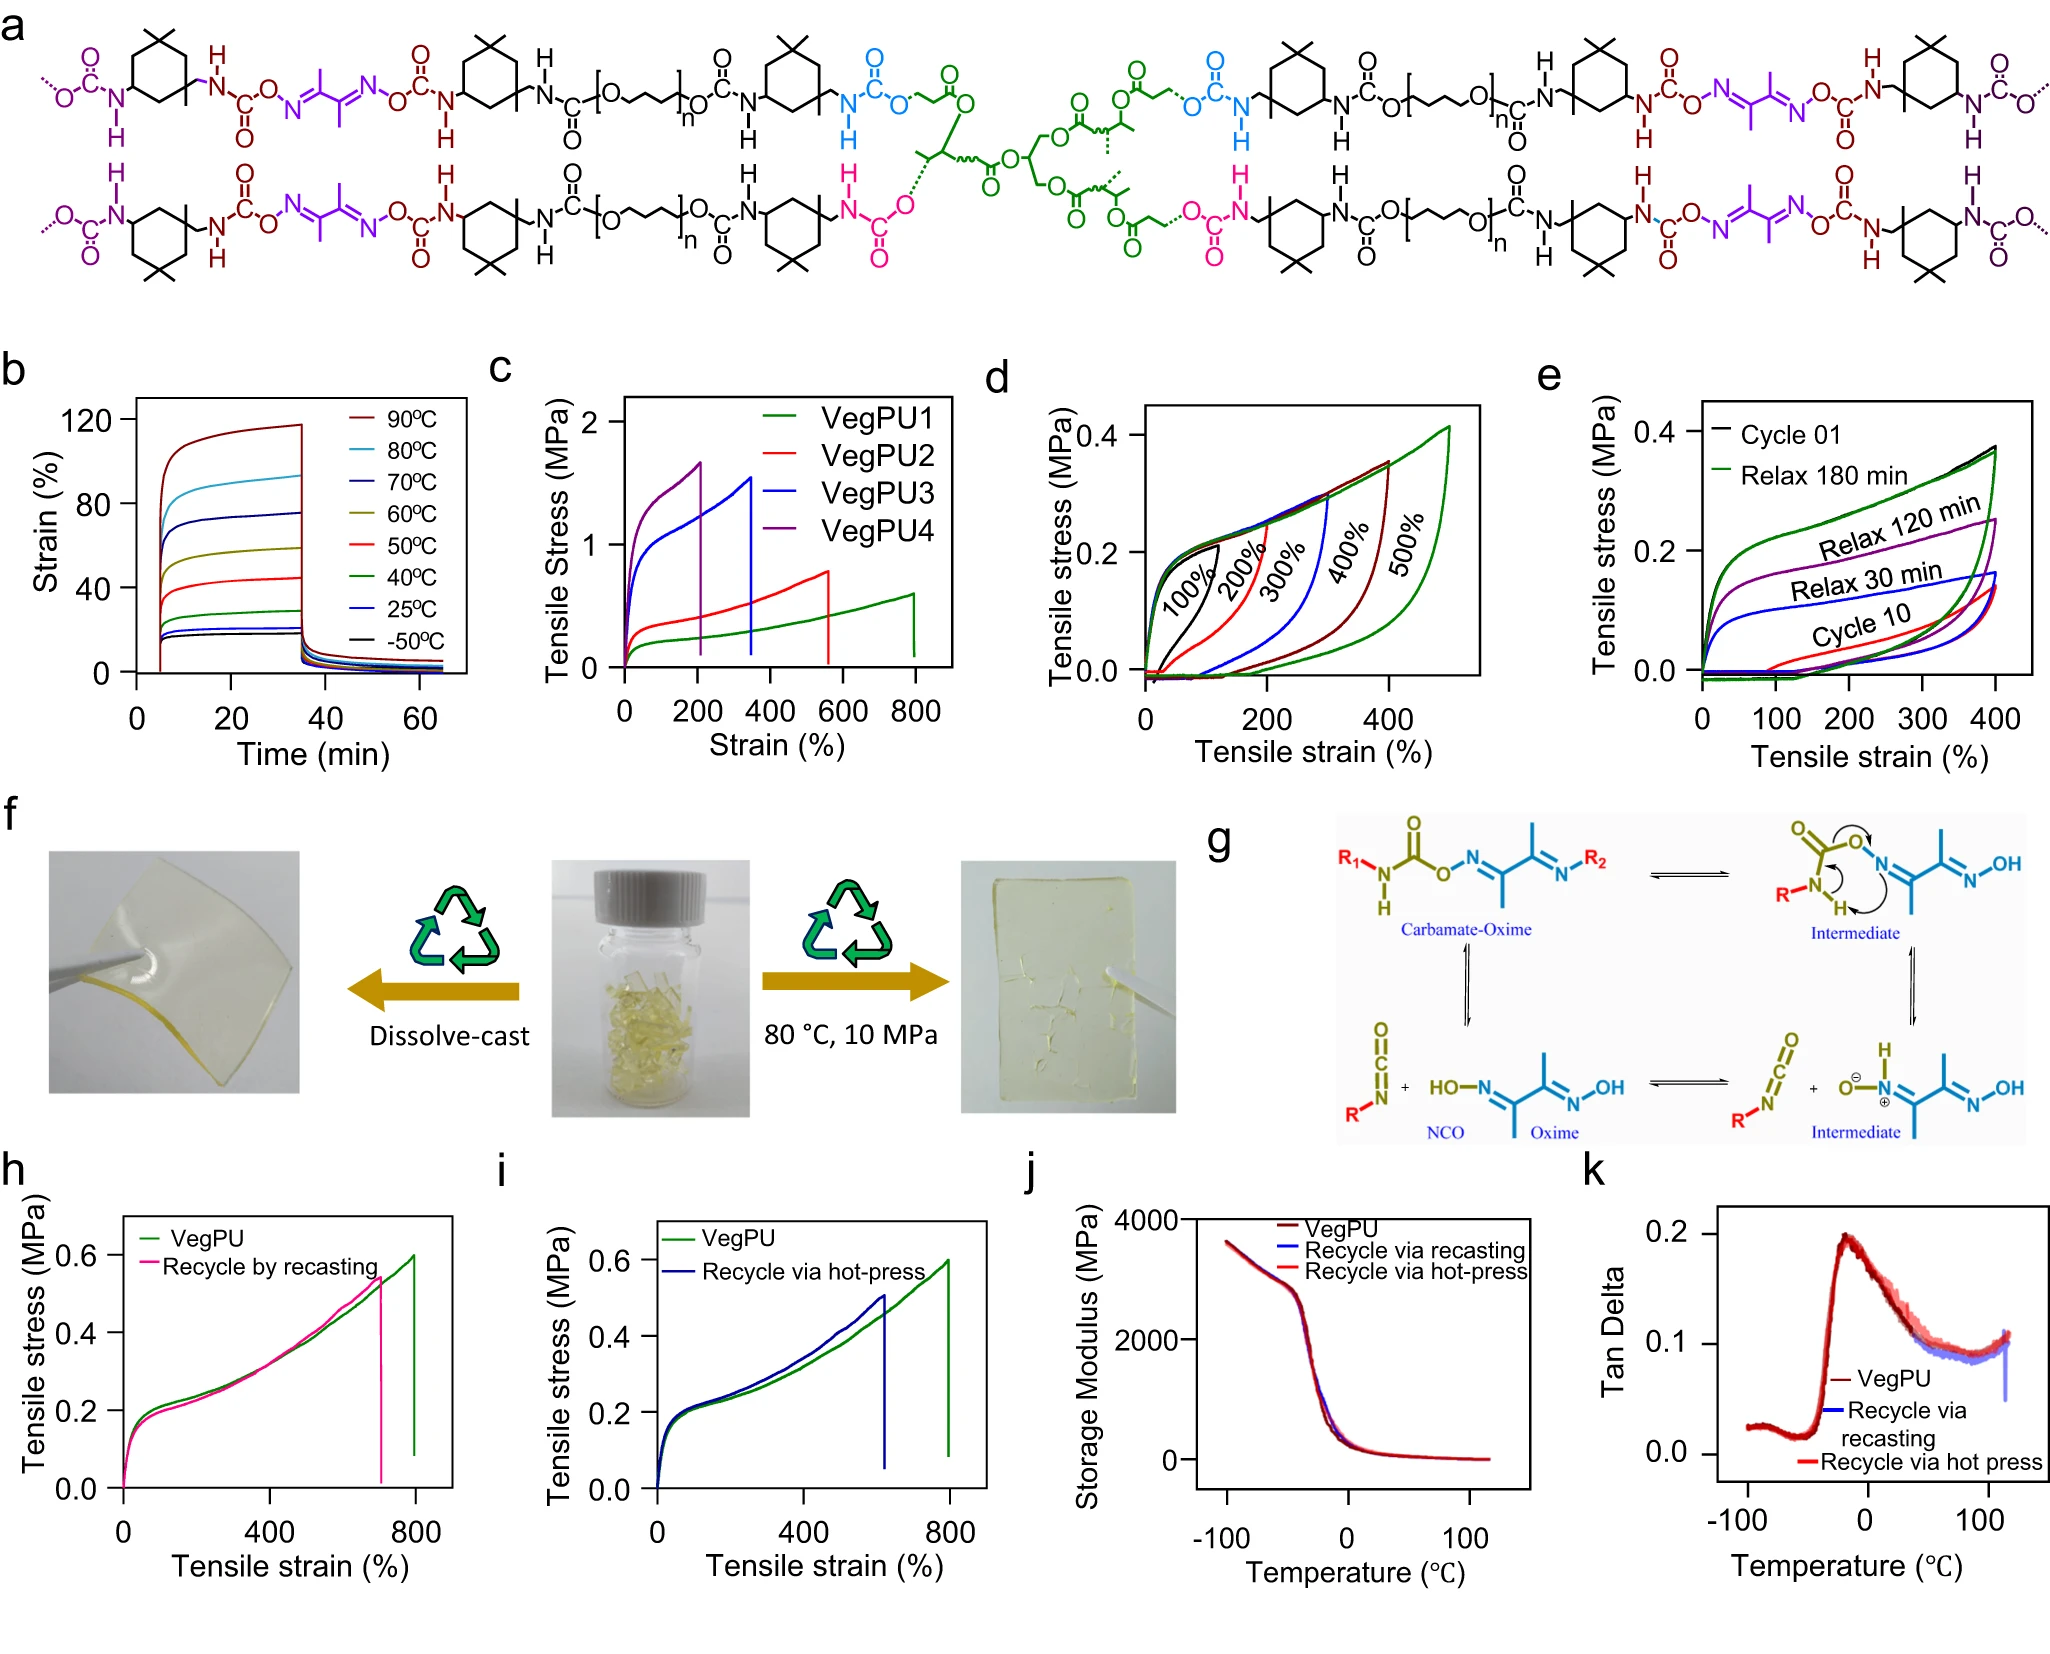 a
O C O N H H N C O O N N O C O N H H N C O [ O ] n O C O N H H N C O O O O
O O O O O O O C O N H H N C O O [ O ] n C O N H H N C O O N N O C O N H H N C O O
O C O N H H N C O O N N O C O N H H N C O [ O ] n O C O N H H N C O O
O C O N H H N C O O [ O ] n C O N H H N C O O N N O C O N H H N C O O
b
Strain (%)
120
80
40
0
90ºC
80ºC
70ºC
60ºC
50ºC
40ºC
25ºC
-50ºC
0 20 40 60
Time (min)
c
Tensile Stress (MPa)
2
1
0
VegPU1
VegPU2
VegPU3
VegPU4
0 200 400 600 800
Strain (%)
d
Tensile stress (MPa)
0.4
0.2
0.0
100%
200%
300%
400%
500%
0 200 400
Tensile strain (%)
e
Tensile stress (MPa)
0.4
0.2
0.0
Cycle 01
Relax 180 min
Relax 120 min
Relax 30 min
Cycle 10
0 100 200 300 400
Tensile strain (%)
f
Dissolve-cast
80 °C, 10 MPa
g
R1 N H O O N N R2
Carbamate-Oxime
O O N R N H N OH
Intermediate
O C N R + HO N N OH
NCO Oxime
O C N R + H O⊖ N⊕ N OH
Intermediate
h
Tensile stress (MPa)
0.6
0.4
0.2
0.0
VegPU
Recycle by recasting
0 400 800
Tensile strain (%)
i
Tensile stress (MPa)
0.6
0.4
0.2
0.0
VegPU
Recycle via hot-press
0 400 800
Tensile strain (%)
j
Storage Modulus (MPa)
4000
2000
0
VegPU
Recycle via recasting
Recycle via hot-press
-100 0 100
Temperature (℃)
k
Tan Delta
0.2
0.1
0.0
VegPU
Recycle via
recasting
Recycle via hot press
-100 0 100
Temperature (℃)